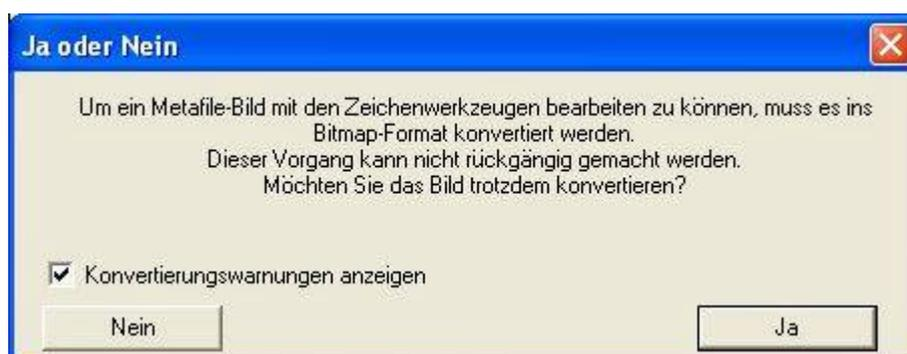 Ja oder Nein
Um ein Metafile-Bild mit den Zeichenwerkzeugen bearbeiten zu können, muss es ins
Bitmap-Format konvertiert werden.
Dieser Vorgang kann nicht rückgängig gemacht werden.
Möchten Sie das Bild trotzdem konvertieren?
Konvertierungswarnungen anzeigen
Nein
Ja